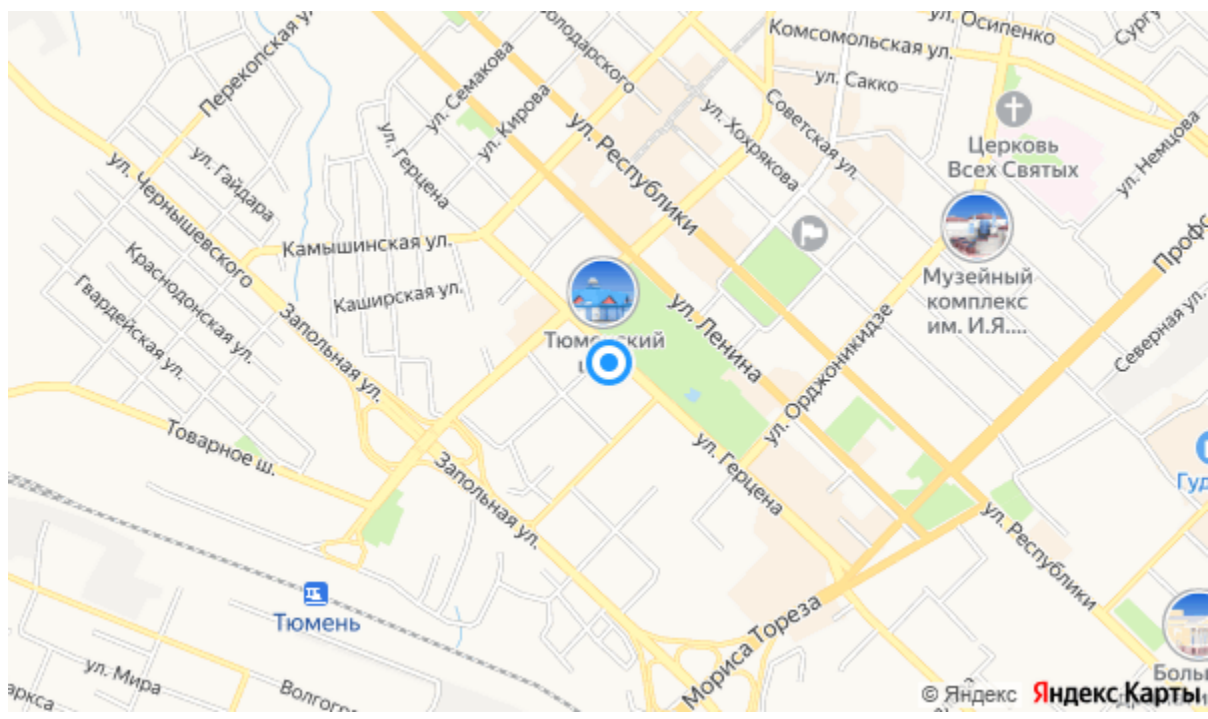 Перекопская ул.
ул. Семакова
Володарского
ул. Осипенко
Комсомольская ул.
ул. Сакко
ул. Кирова
ул. Герцена
ул. Республики
ул. Хохрякова
Советская ул.
Церковь
Всех Святых
ул. Немцова
ул. Гайдара
ул. Чернышевского
Камышинская ул.
Каширская ул.
Краснодонская ул.
Гвардейская ул.
Запольная ул.
Тюменский
ул. Ленина
Музейный
комплекс
им. И.Я....
ул. Орджоникидзе
Северная ул.
Товарное ш.
Запольная ул.
ул. Герцена
ул. Республики
Тюмень
Мориса Тореза
ул. Мира
© Яндекс Яндекс Карты